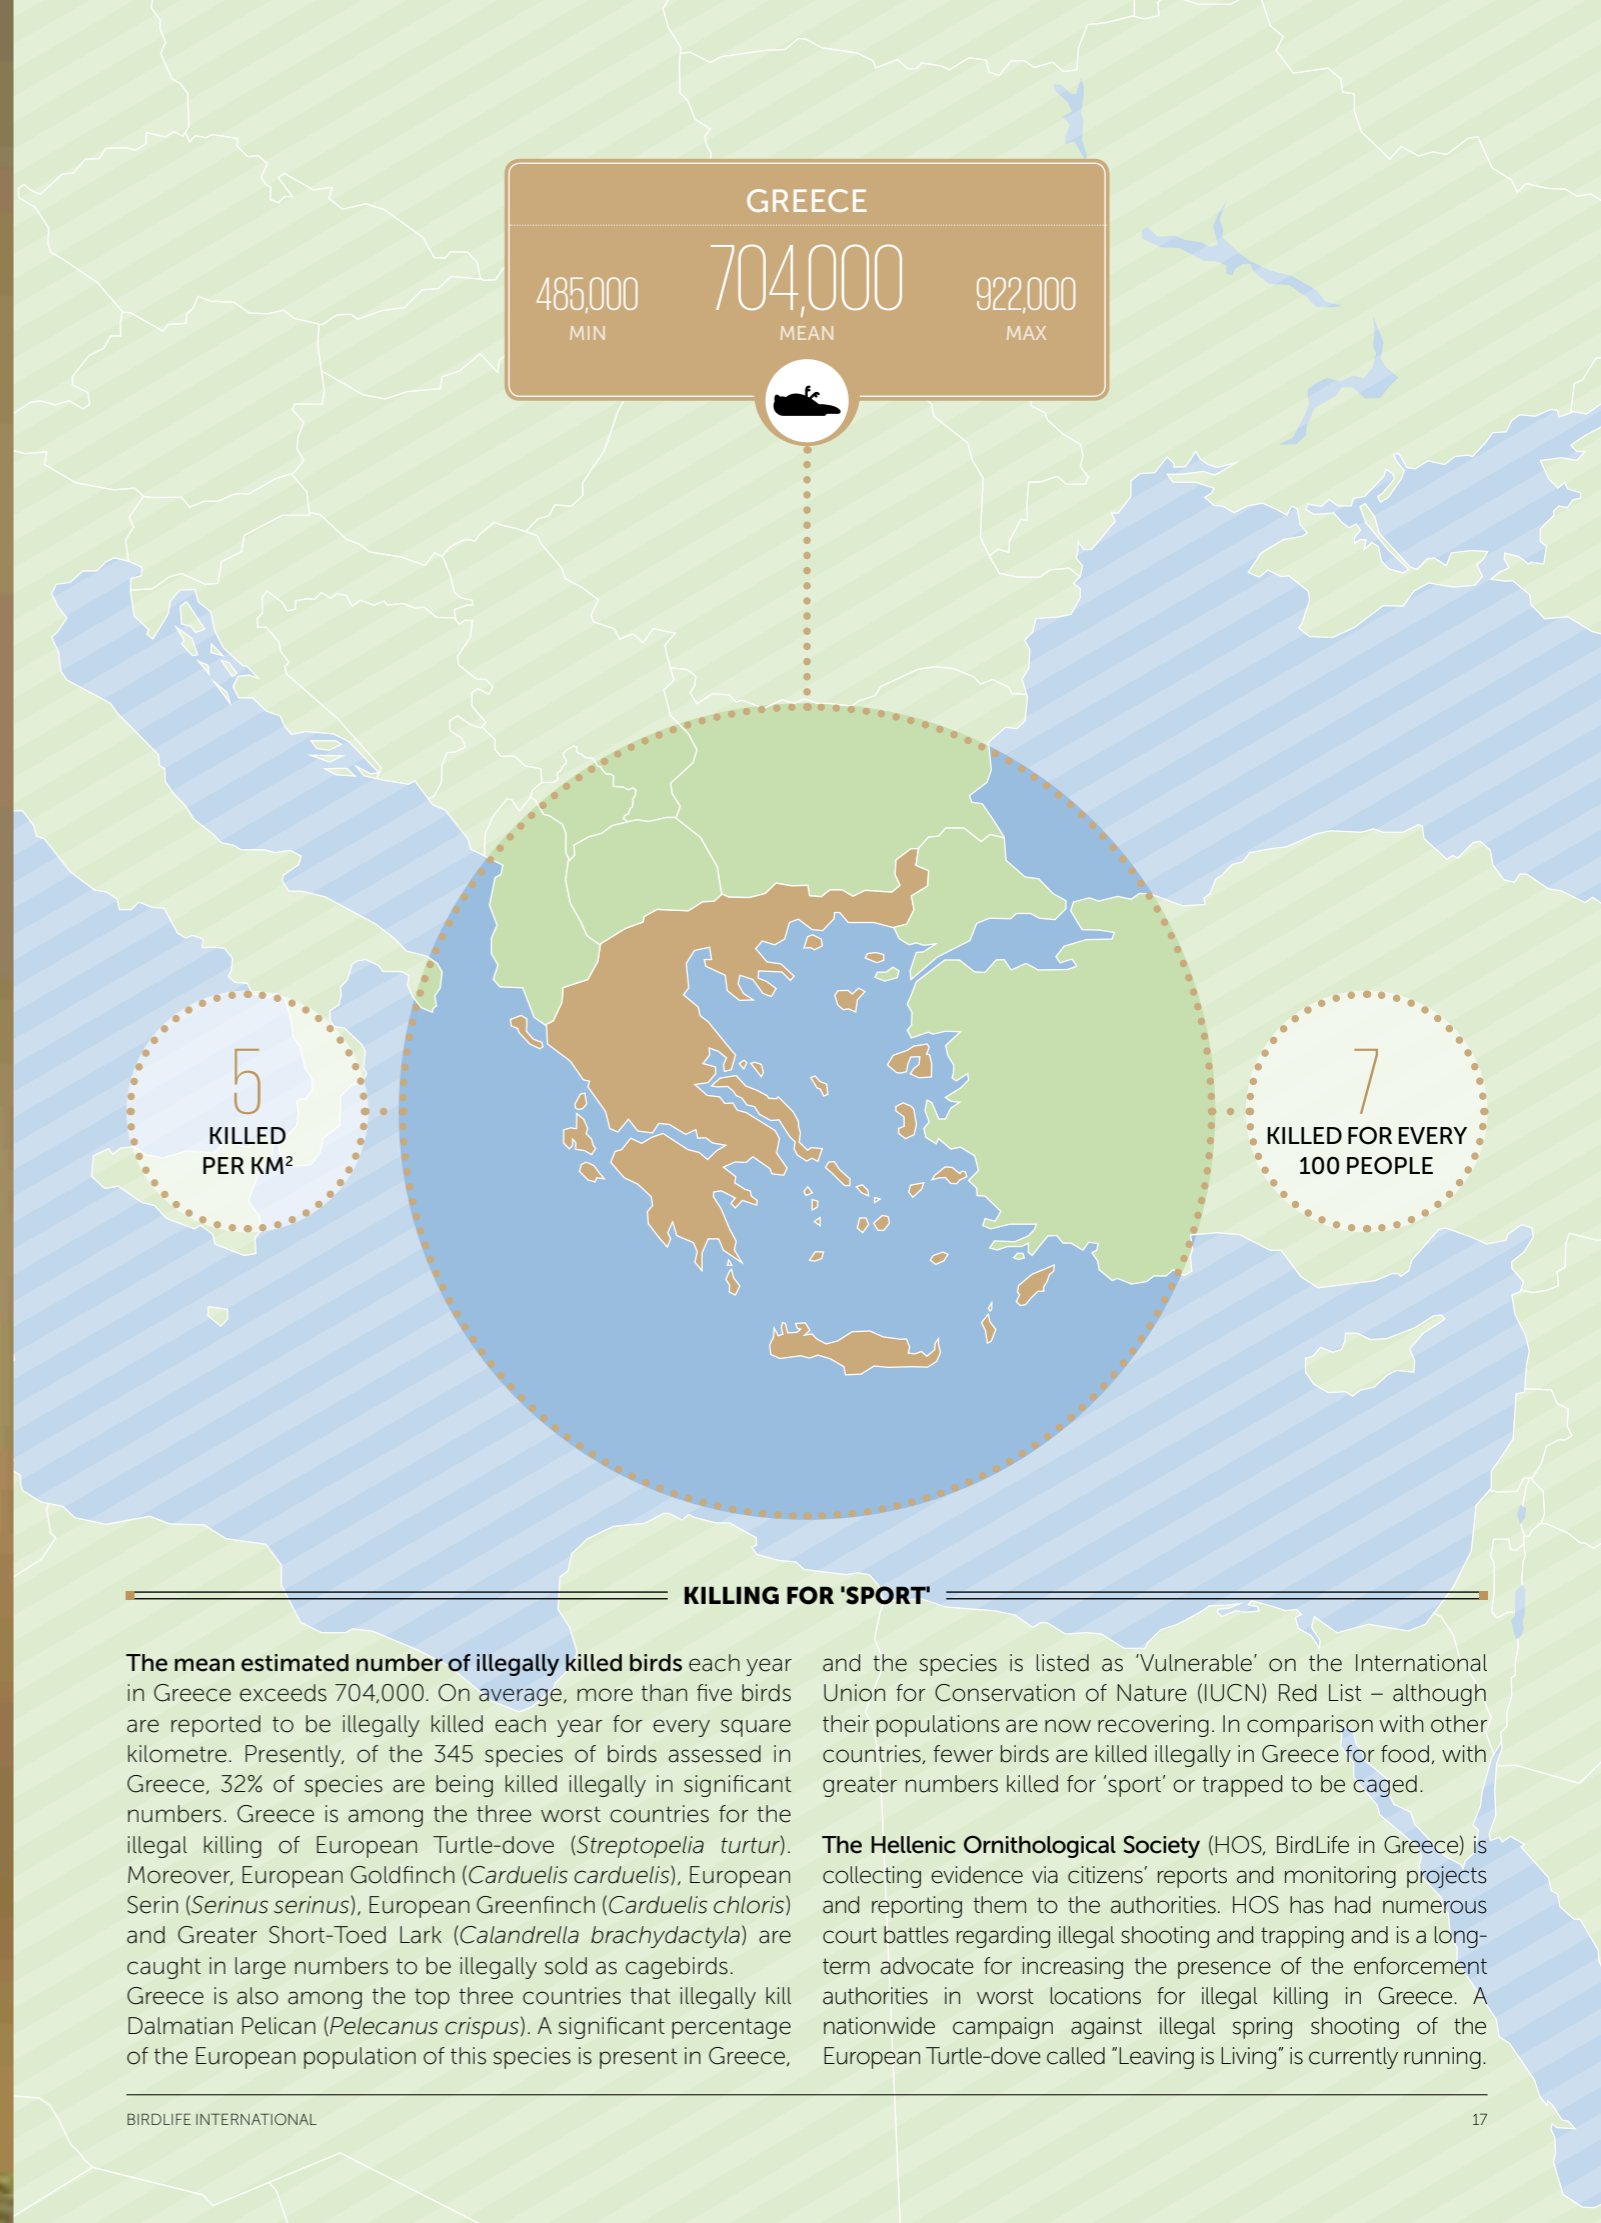 GREECE
485,000
MIN
704,000
MEAN
922,000
MAX
5
KILLED
PER KM²
7
KILLED FOR EVERY
100 PEOPLE
KILLING FOR 'SPORT'
The mean estimated number of illegally killed birds each year
in Greece exceeds 704,000. On average, more than five birds
are reported to be illegally killed each year for every square
kilometre. Presently, of the 345 species of birds assessed in
Greece, 32% of species are being killed illegally in significant
numbers. Greece is among the three worst countries for the
illegal killing of European Turtle-dove (Streptopelia turtur).
Moreover, European Goldfinch (Carduelis carduelis), European
Serin (Serinus serinus), European Greenfinch (Carduelis chloris)
and Greater Short-Toed Lark (Calandrella brachydactyla) are
caught in large numbers to be illegally sold as cagebirds.
Greece is also among the top three countries that illegally kill
Dalmatian Pelican (Pelecanus crispus). A significant percentage
of the European population of this species is present in Greece,
and the species is listed as ‘Vulnerable’ on the International
Union for Conservation of Nature (IUCN) Red List – although
their populations are now recovering. In comparison with other
countries, fewer birds are killed illegally in Greece for food, with
greater numbers killed for ‘sport’ or trapped to be caged.
The Hellenic Ornithological Society (HOS, BirdLife in Greece) is
collecting evidence via citizens’ reports and monitoring projects
and reporting them to the authorities. HOS has had numerous
court battles regarding illegal shooting and trapping and is a long-
term advocate for increasing the presence of the enforcement
authorities in worst locations for illegal killing in Greece. A
nationwide campaign against illegal spring shooting of the
European Turtle-dove called “Leaving is Living” is currently running.
BIRDLIFE INTERNATIONAL
17